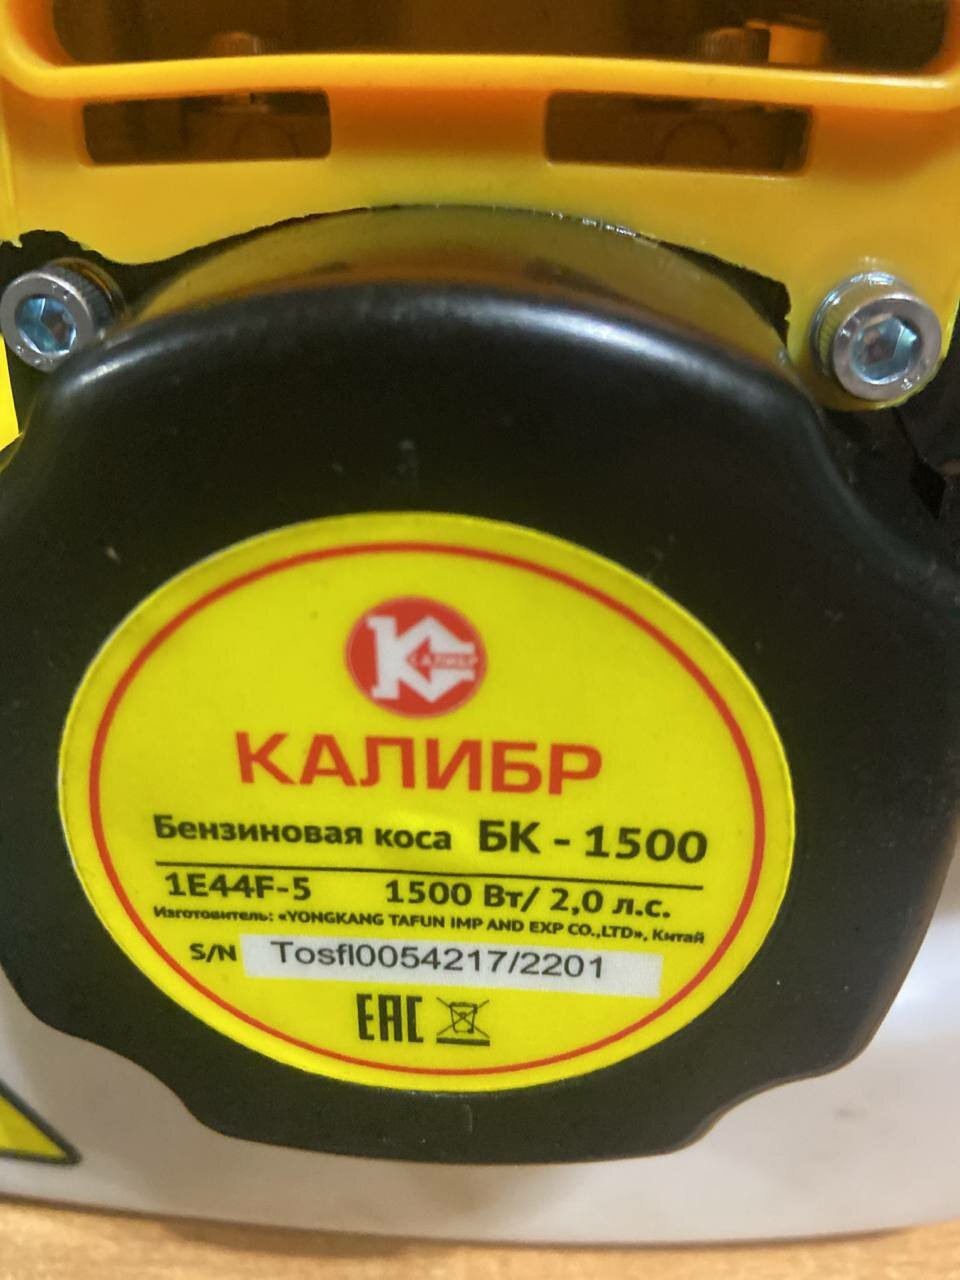 КАЛИБР
КАЛИБР
Бензиновая коса БК - 1500
1E44F-5 1500 Вт/ 2,0 л.с.
Изготовитель: «YONGKANG TAFUN IMP AND EXP CO.,LTD», Китай
S/N Tosfl0054217/2201
EAC